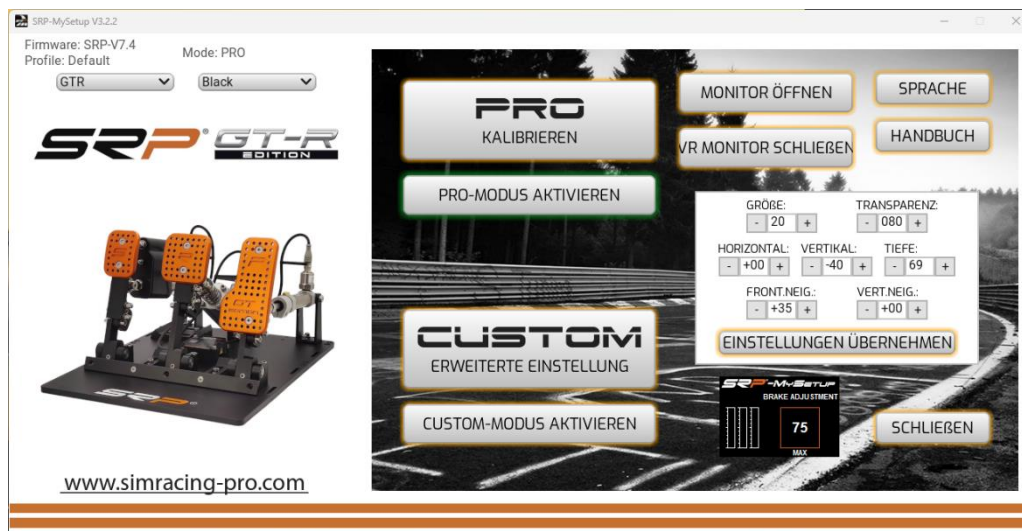 SRP-MySetup V3.2.2
Firmware: SRP-V7.4
Profile: Default
Mode: PRO
GTR
Black
SRP GT-R
EDITION
www.simracing-pro.com
PRO
KALIBRIEREN
PRO-MODUS AKTIVIEREN
CUSTOM
ERWEITERTE EINSTELLUNG
CUSTOM-MODUS AKTIVIEREN
MONITOR ÖFFNEN
SPRACHE
VR MONITOR SCHLIEßEN
HANDBUCH
GRÖßE: TRANSPARENZ:
- 20 + - 080 +
HORIZONTAL: VERTIKAL: TIEFE:
- +00 + - -40 + - 69 +
FRONT.NEIG.: VERT.NEIG.:
- +35 + - +00 +
EINSTELLUNGEN ÜBERNEHMEN
SRP-MySetup
BRAKE ADJUSTMENT
75
MAX
SCHLIEßEN